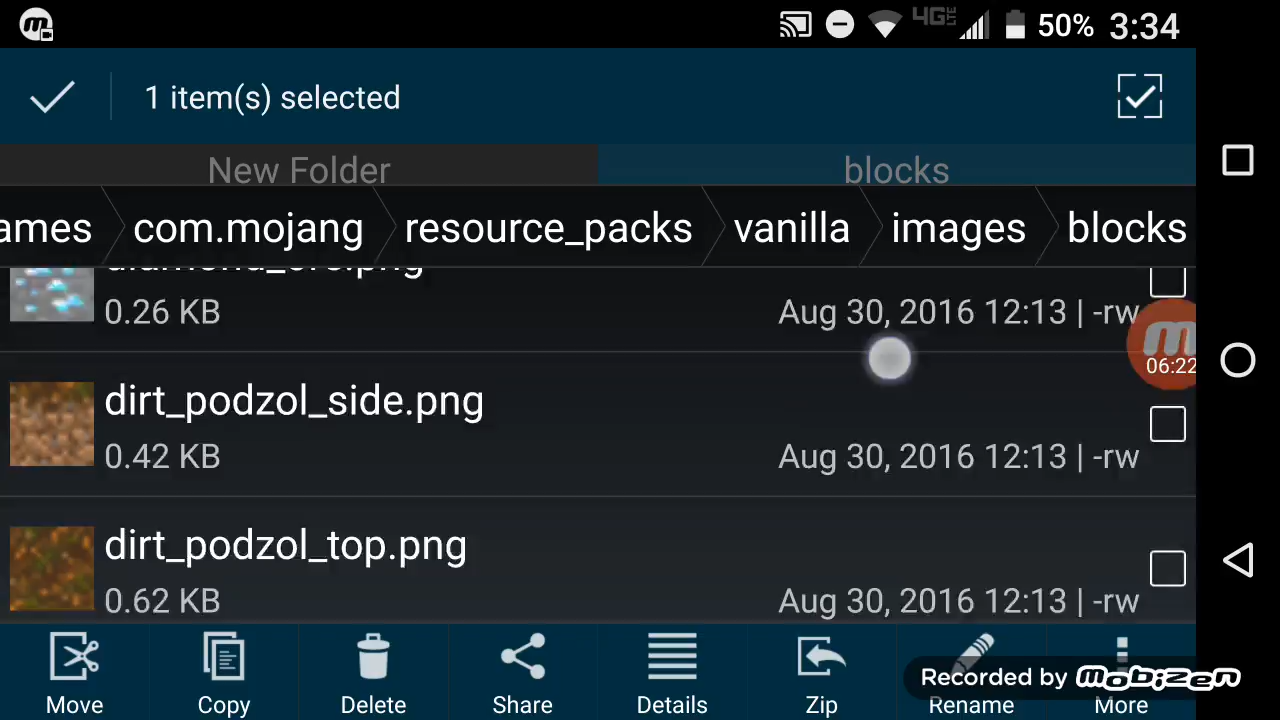 4G LTE 50% 3:34
1 item(s) selected
New Folder blocks
ames com.mojang resource_packs vanilla images blocks
diamond_ore.png
0.26 KB Aug 30, 2016 12:13 | -rw
06:22
dirt_podzol_side.png
0.42 KB Aug 30, 2016 12:13 | -rw
dirt_podzol_top.png
0.62 KB Aug 30, 2016 12:13 | -rw
Move Copy Delete Share Details Zip Rename More
Recorded by mobizen